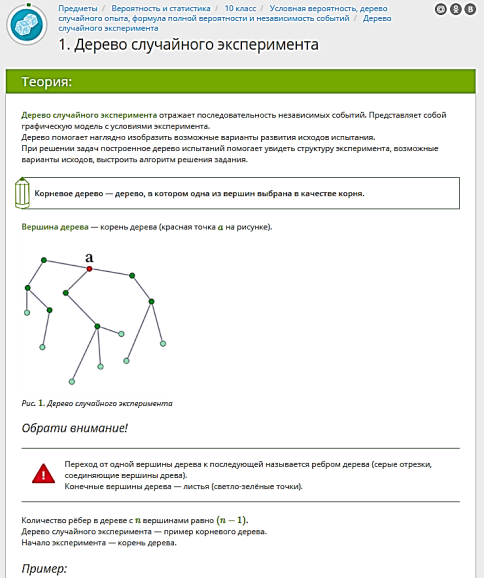 Предметы / Вероятность и статистика / 10 класс / Условная вероятность, дерево
случайного опыта, формула полной вероятности и независимость событий / Дерево
случайного эксперимента
1. Дерево случайного эксперимента
Теория:
Дерево случайного эксперимента отражает последовательность независимых событий. Представляет собой
графическую модель с условиями эксперимента.
Дерево помогает наглядно изобразить возможные варианты развития исходов испытания.
При решении задач построенное дерево испытаний помогает увидеть структуру эксперимента, возможные
варианты исходов, выстроить алгоритм решения задания.
Корневое дерево — дерево, в котором одна из вершин выбрана в качестве корня.
Вершина дерева — корень дерева (красная точка a на рисунке).
a
Рис. 1. Дерево случайного эксперимента
Обрати внимание!
Переход от одной вершины дерева к последующей называется ребром дерева (серые отрезки,
соединяющие вершины древа).
Конечные вершины дерева — листья (светло-зелёные точки).
Количество рёбер в дереве с n вершинами равно (n − 1).
Дерево случайного эксперимента — пример корневого дерева.
Начало эксперимента — корень дерева.
Пример: